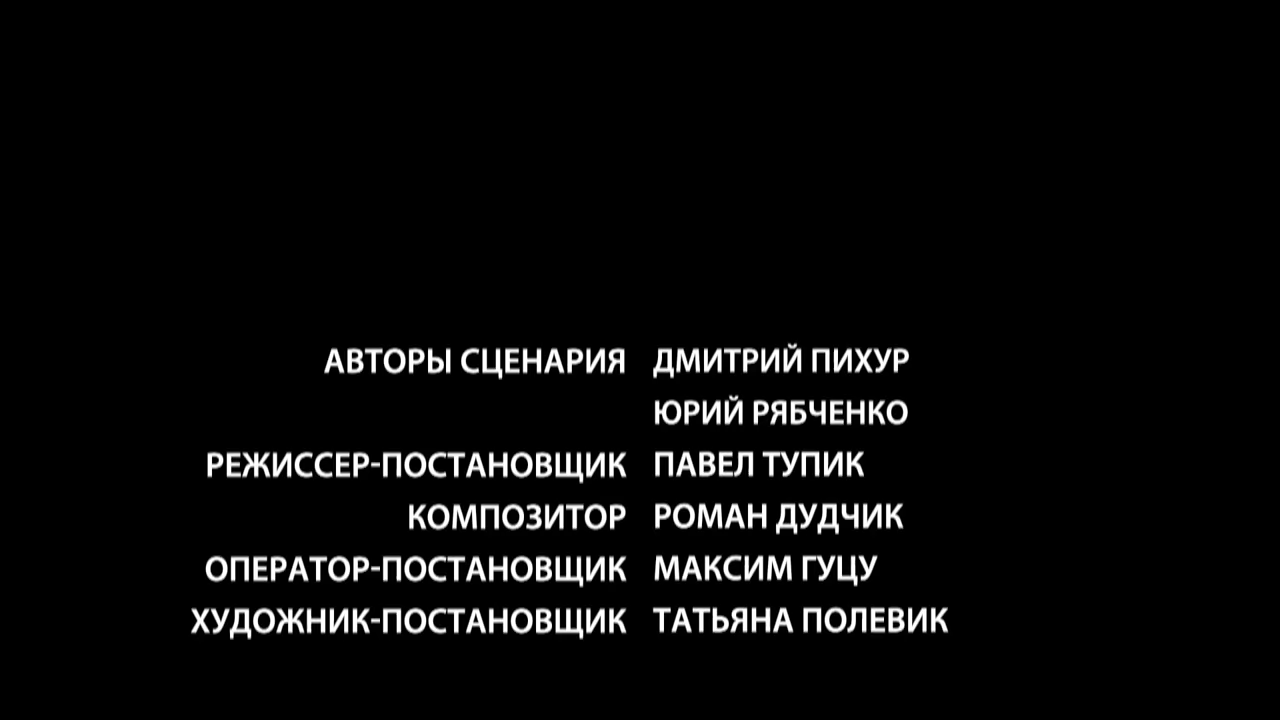 АВТОРЫ СЦЕНАРИЯ ДМИТРИЙ ПИХУР
ЮРИЙ РЯБЧЕНКО
РЕЖИССЕР-ПОСТАНОВЩИК ПАВЕЛ ТУПИК
КОМПОЗИТОР РОМАН ДУДЧИК
ОПЕРАТОР-ПОСТАНОВЩИК МАКСИМ ГУЦУ
ХУДОЖНИК-ПОСТАНОВЩИК ТАТЬЯНА ПОЛЕВИК